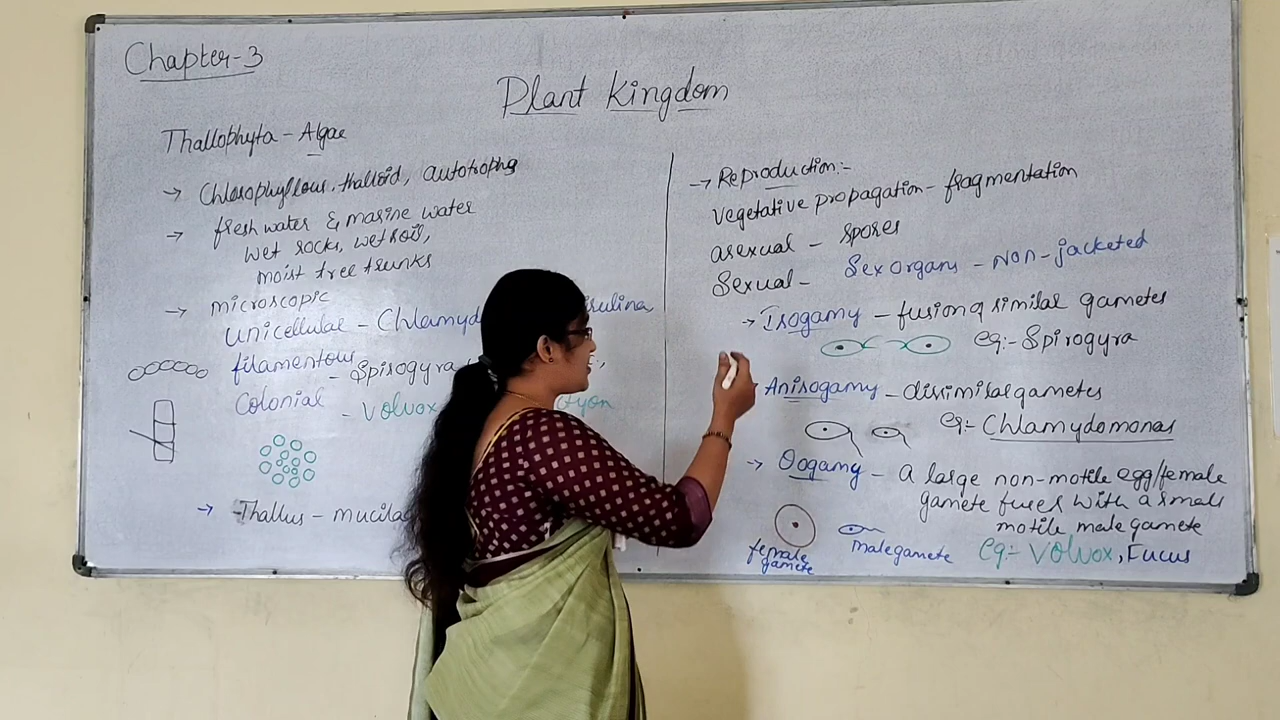 Chapter-3
Plant Kingdom
Thallophyta - Algae
→ Chlorophyllous, thalloid, autotrophs
→ fresh water & marine water
wet rocks, wet soil,
moist tree trunks
→ microscopic
Unicellular - Chlamyd
filamentous - Spirogyra
Colonial - Volvox
→ Thallus - mucila
→ Reproduction:-
Vegetative propagation - fragmentation
asexual - spores
Sexual - Sex organs - Non-jacketed
→ Isogamy - fusion of similar gametes
eg:- Spirogyra
Anisogamy - dissimilar gametes
eg:- Chlamydomonas
→ Oogamy - A large non-motile egg/female
gamete fuses with a small
motile male gamete
female
gamete
male gamete
eg:- Volvox, Fucus